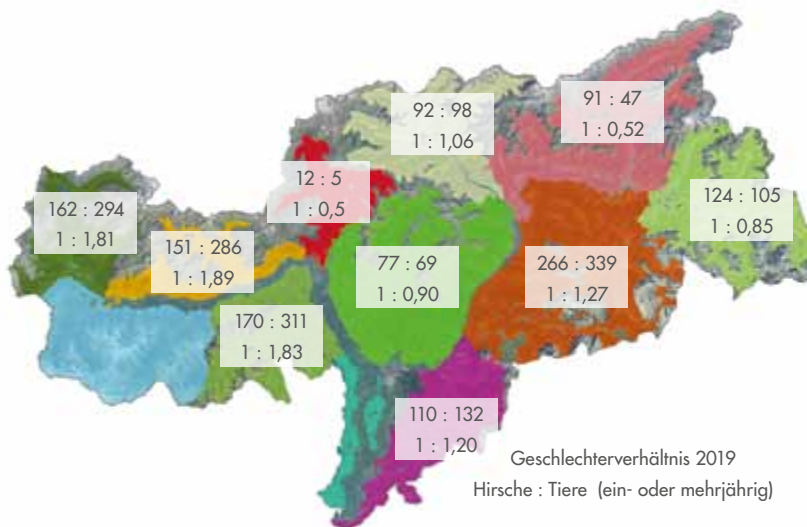 91 : 47
1 : 0,52
92 : 98
1 : 1,06
12 : 5
1 : 0,5
124 : 105
1 : 0,85
162 : 294
1 : 1,81
151 : 286
1 : 1,89
77 : 69
1 : 0,90
266 : 339
1 : 1,27
170 : 311
1 : 1,83
110 : 132
1 : 1,20
Geschlechterverhältnis 2019
Hirsche : Tiere (ein- oder mehrjährig)